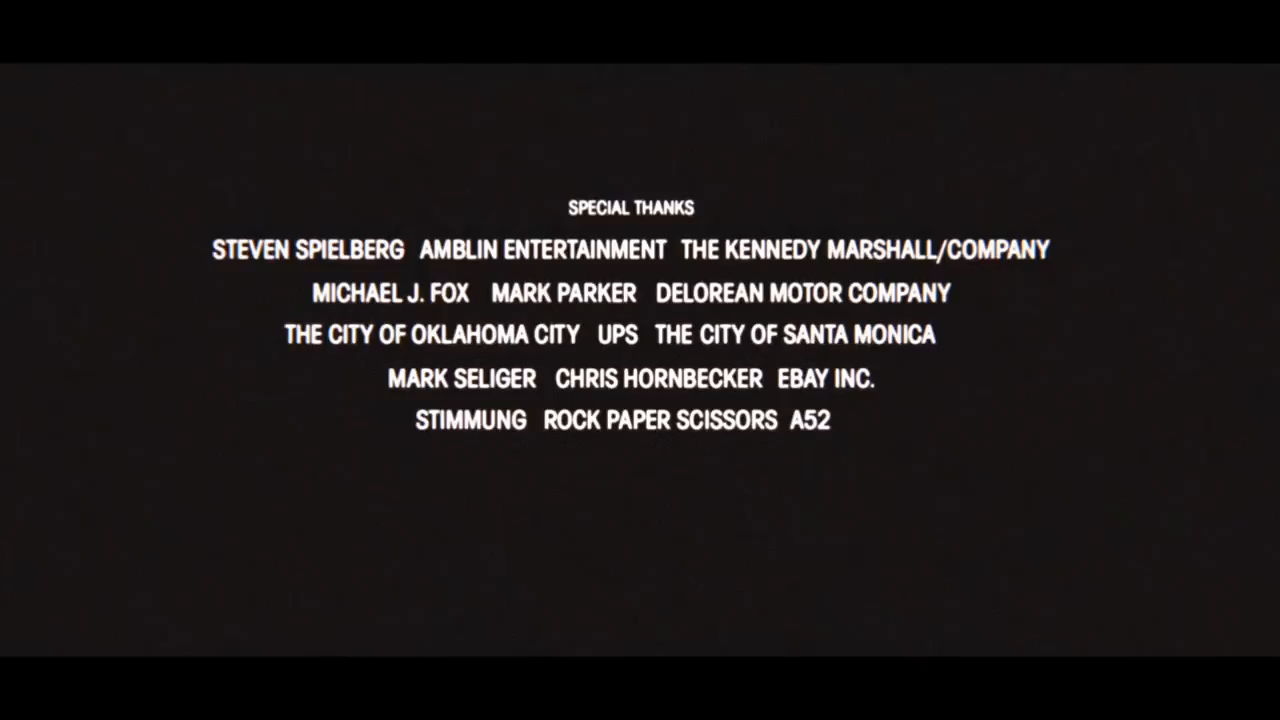 SPECIAL THANKS
STEVEN SPIELBERG AMBLIN ENTERTAINMENT THE KENNEDY MARSHALL/COMPANY
MICHAEL J. FOX MARK PARKER DELOREAN MOTOR COMPANY
THE CITY OF OKLAHOMA CITY UPS THE CITY OF SANTA MONICA
MARK SELIGER CHRIS HORNBECKER EBAY INC.
STIMMUNG ROCK PAPER SCISSORS A52